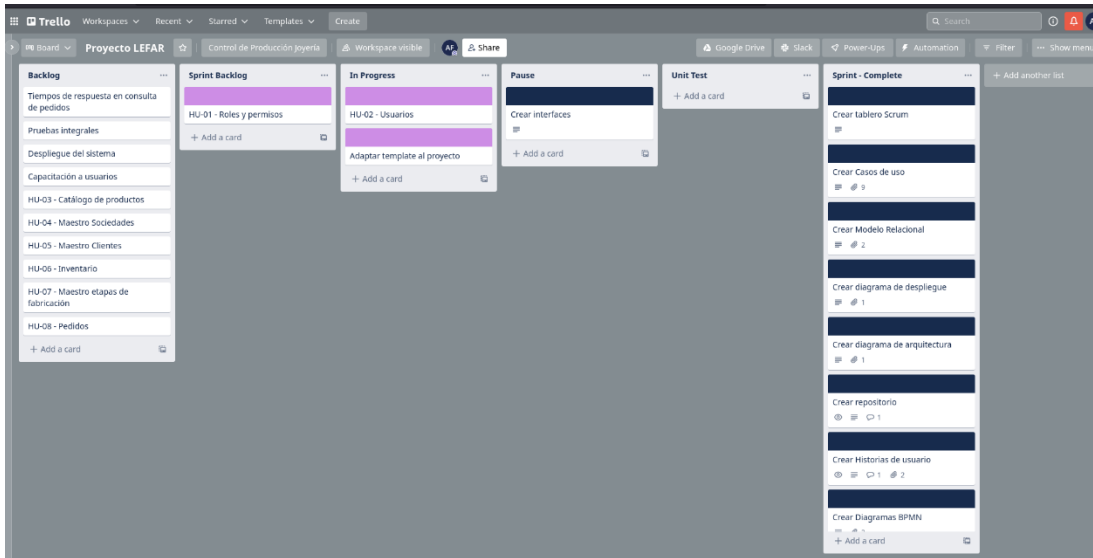 Trello Workspaces Recent Starred Templates Create Search
Board Proyecto LEFAR Control de Producción Joyería Workspace visible AF Share Google Drive Slack Power-Ups Automation Filter ... Show menu
Backlog
Tiempos de respuesta en consulta
de pedidos
Pruebas integrales
Despliegue del sistema
Capacitación a usuarios
HU-03 - Catálogo de productos
HU-04 - Maestro Sociedades
HU-05 - Maestro Clientes
HU-06 - Inventario
HU-07 - Maestro etapas de
fabricación
HU-08 - Pedidos
+ Add a card
Sprint Backlog
HU-01 - Roles y permisos
+ Add a card
In Progress
HU-02 - Usuarios
Adaptar template al proyecto
+ Add a card
Pause
Crear interfaces
+ Add a card
Unit Test
+ Add a card
Sprint - Complete
Crear tablero Scrum
Crear Casos de uso
9
Crear Modelo Relacional
2
Crear diagrama de despliegue
1
Crear diagrama de arquitectura
1
Crear repositorio
1
Crear Historias de usuario
1 2
Crear Diagramas BPMN
+ Add a card
+ Add another list